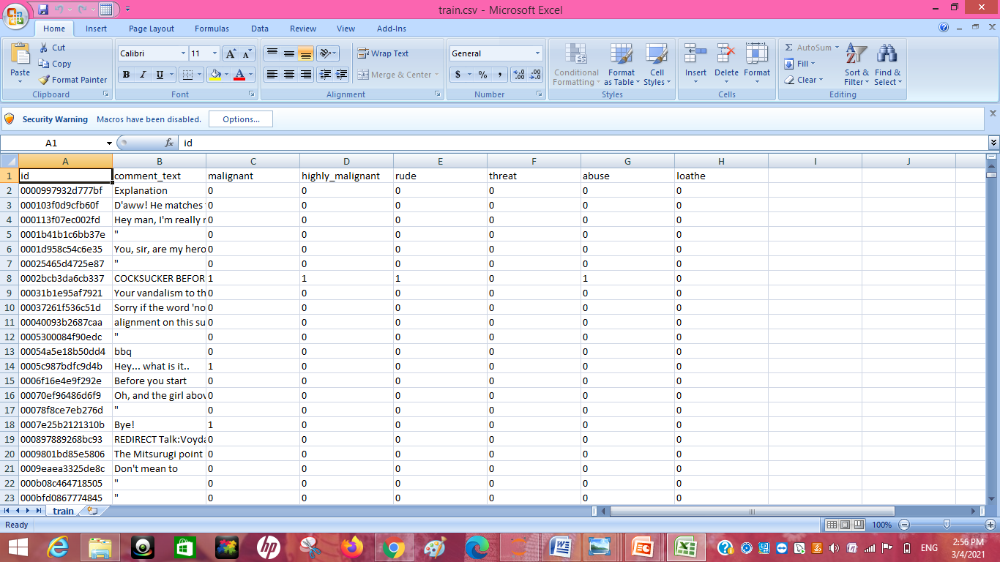 train.csv - Microsoft Excel
Home Insert Page Layout Formulas Data Review View Add-Ins
Paste Cut Copy Format Painter Clipboard
Calibri 11 B I U A A A Font
Wrap Text Merge & Center Alignment
General $ % , .0 .00 .00 .0 Number
Conditional Formatting Format as Table Cell Styles Styles
Insert Delete Format Cells
Σ AutoSum Fill Clear Sort & Filter Find & Select Editing
Security Warning Macros have been disabled. Options...
A1 fx id
A B C D E F G H I J
1 id comment_text malignant highly_malignant rude threat abuse loathe
2 0000997932d777bf Explanation 0 0 0 0 0 0
3 000103f0d9cfb60f D'aww! He matches 0 0 0 0 0 0
4 000113f07ec002fd Hey man, I'm really 0 0 0 0 0 0
5 0001b41b1c6bb37e " 0 0 0 0 0 0
6 0001d958c54c6e35 You, sir, are my hero 0 0 0 0 0 0
7 00025465d4725e87 " 0 0 0 0 0 0
8 0002bcb3da6cb337 COCKSUCKER BEFOR 1 1 1 0 1 0
9 00031b1e95af7921 Your vandalism to th 0 0 0 0 0 0
10 00037261f536c51d Sorry if the word 'no 0 0 0 0 0 0
11 00040093b2687caa alignment on this su 0 0 0 0 0 0
12 0005300084f90edc " 0 0 0 0 0 0
13 00054a5e18b50dd4 bbq 0 0 0 0 0 0
14 0005c987bdfc9d4b Hey... what is it.. 1 0 0 0 0 0
15 0006f16e4e9f292e Before you start 0 0 0 0 0 0
16 00070ef96486d6f9 Oh, and the girl abov 0 0 0 0 0 0
17 00078f8ce7eb276d " 0 0 0 0 0 0
18 0007e25b2121310b Bye! 1 0 0 0 0 0
19 000897889268bc93 REDIRECT Talk:Voyda 0 0 0 0 0 0
20 0009801bd85e5806 The Mitsurugi point 0 0 0 0 0 0
21 0009eaea3325de8c Don't mean to 0 0 0 0 0 0
22 000b08c464718505 " 0 0 0 0 0 0
23 000bfd0867774845 " 0 0 0 0 0 0
train
Ready 100%
hp ENG 2:56 PM
3/4/2021